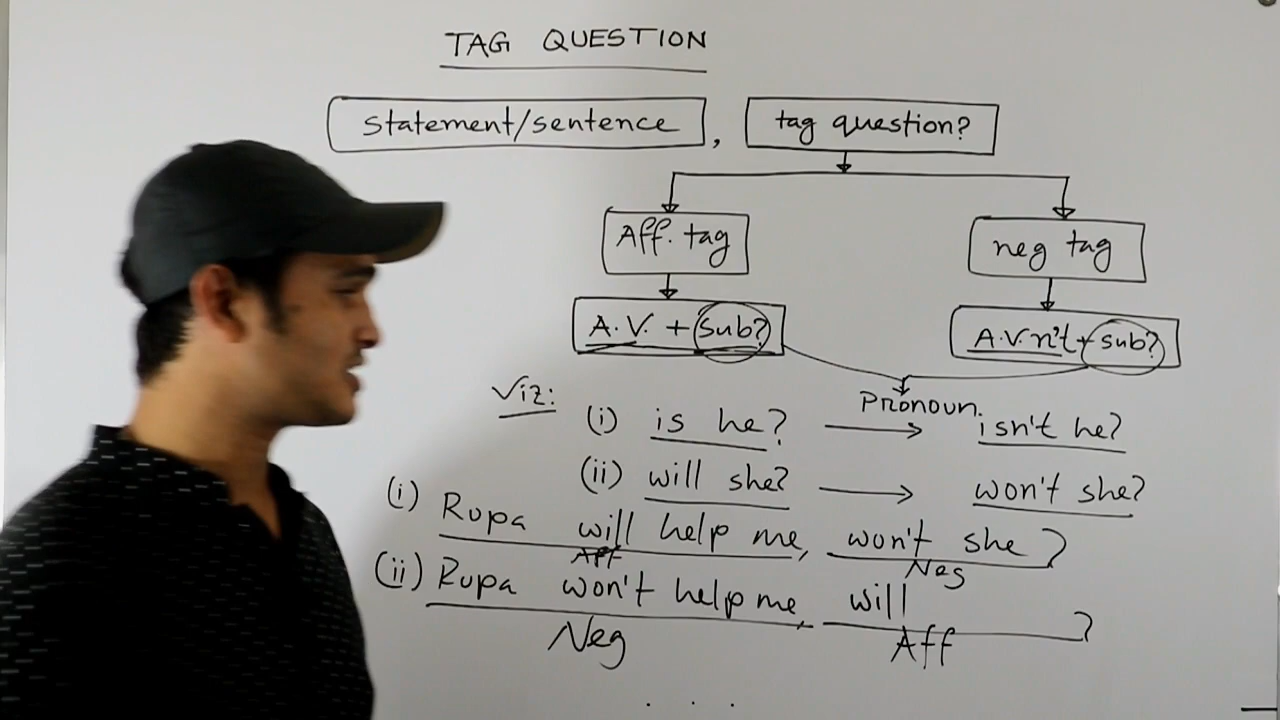 TAG QUESTION
statement/sentence , tag question?
Aff. tag neg tag
A.V. + sub? A.V.n't + sub?
Pronoun.
Viz: (i) is he? → isn't he?
(ii) will she? → won't she?
(i) Rupa will help me, won't she?
Aff Neg
(ii) Rupa won't help me, will ?
Neg Aff